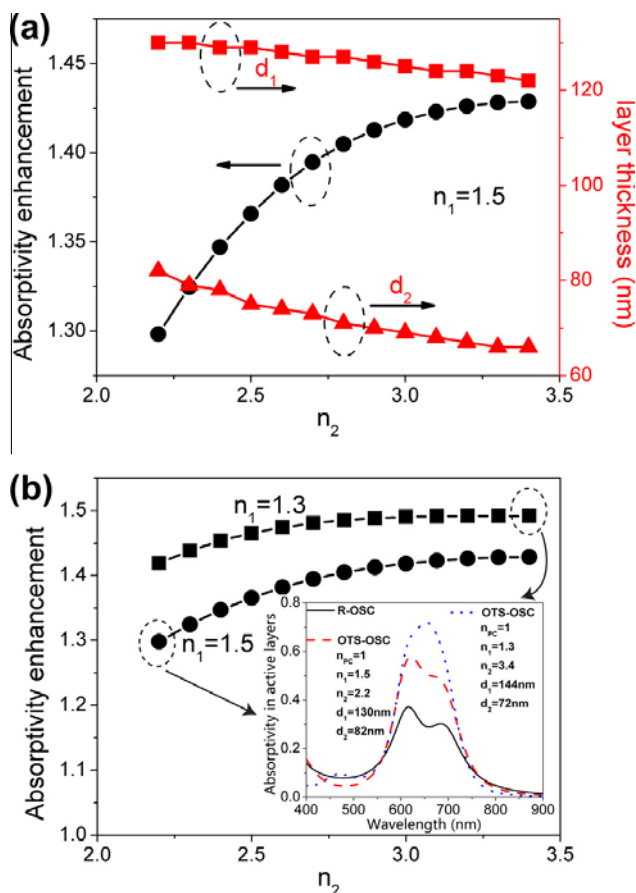 (a)
1.45
1.40
1.35
1.30
Absorptivity enhancement
d1
n1=1.5
d2
120
100
80
60
layer thickness (nm)
2.0 2.5 3.0 3.5
n2
(b)
1.5
1.4
1.3
1.2
1.1
1.0
Absorptivity enhancement
n1=1.3
n1=1.5
0.8
0.6
0.4
0.2
0.0
Absorptivity in active layers
R-OSC
OTS-OSC
nPC=1
n1=1.5
n2=2.2
d1=130nm
d2=82nm
OTS-OSC
nPC=1
n1=1.3
n2=3.4
d1=144nm
d2=72nm
400 500 600 700 800 900
Wavelength (nm)
2.0 2.5 3.0 3.5
n2